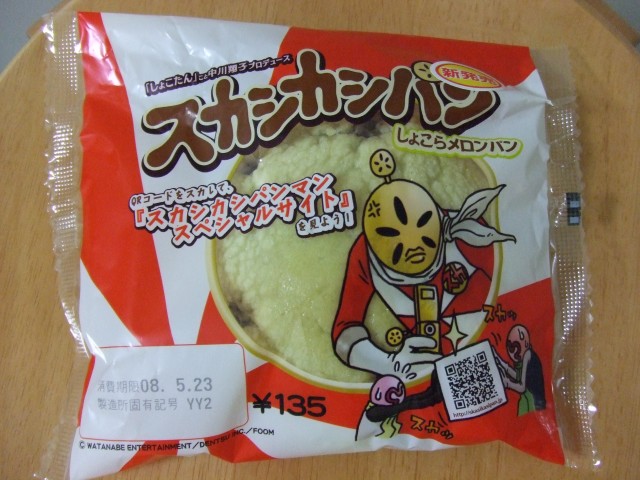 「しょこたん」こと中川翔子プロデュース
スカシカシパン
新発売
しょこらメロンパン
QRコードをスカして、
『スカシカシパンマン
スペシャルサイト』
を見よう!
スカッ
スカッ
消費期限08. 5.23
製造所固有記号 YY2
¥135
© WATANABE ENTERTAINMENT/DENTSU INC./FOOM